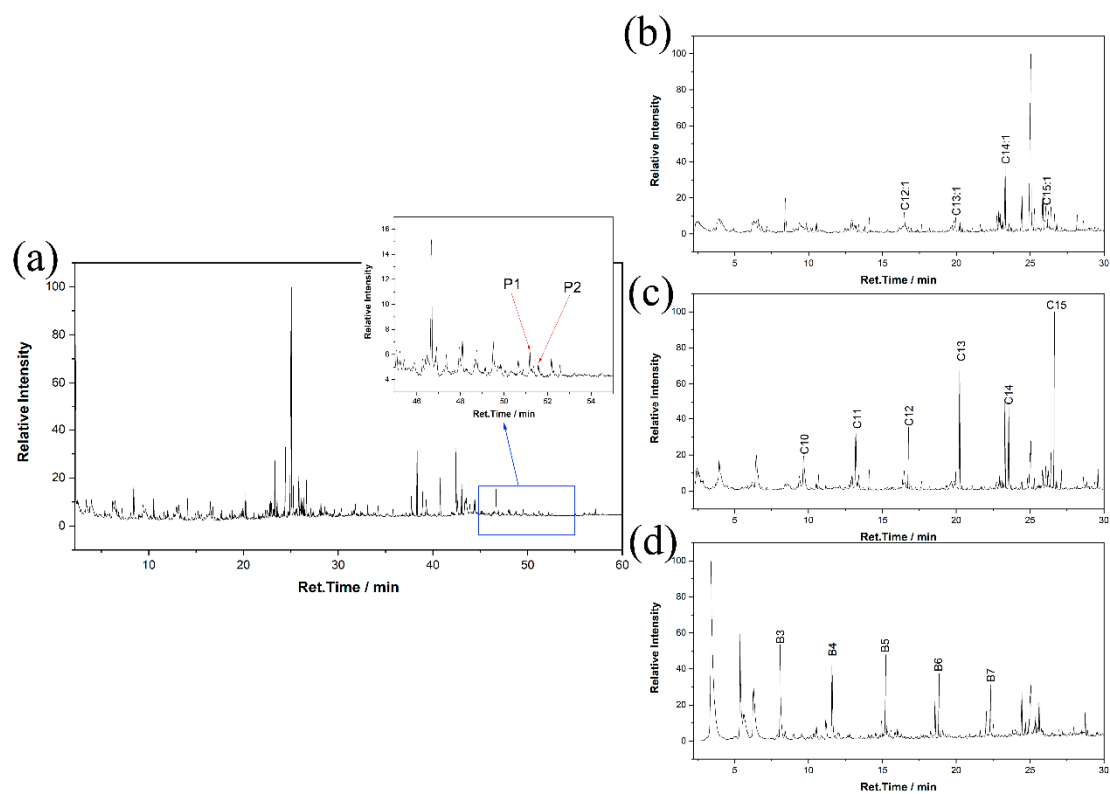 (a)
Relative Intensity
100
80
60
40
20
0
10
20
30
40
50
60
Ret.Time / min
Relative Intensity
16
14
12
10
8
6
4
46
48
50
52
54
Ret.Time / min
P1
P2
(b)
Relative Intensity
100
80
60
40
20
0
C12:1
C13:1
C14:1
C15:1
5
10
15
20
25
30
Ret.Time / min
(c)
Relative Intensity
100
80
60
40
20
0
C10
C11
C12
C13
C14
C15
5
10
15
20
25
30
Ret.Time / min
(d)
Relative Intensity
100
80
60
40
20
0
B3
B4
B5
B6
B7
5
10
15
20
25
30
Ret.Time / min